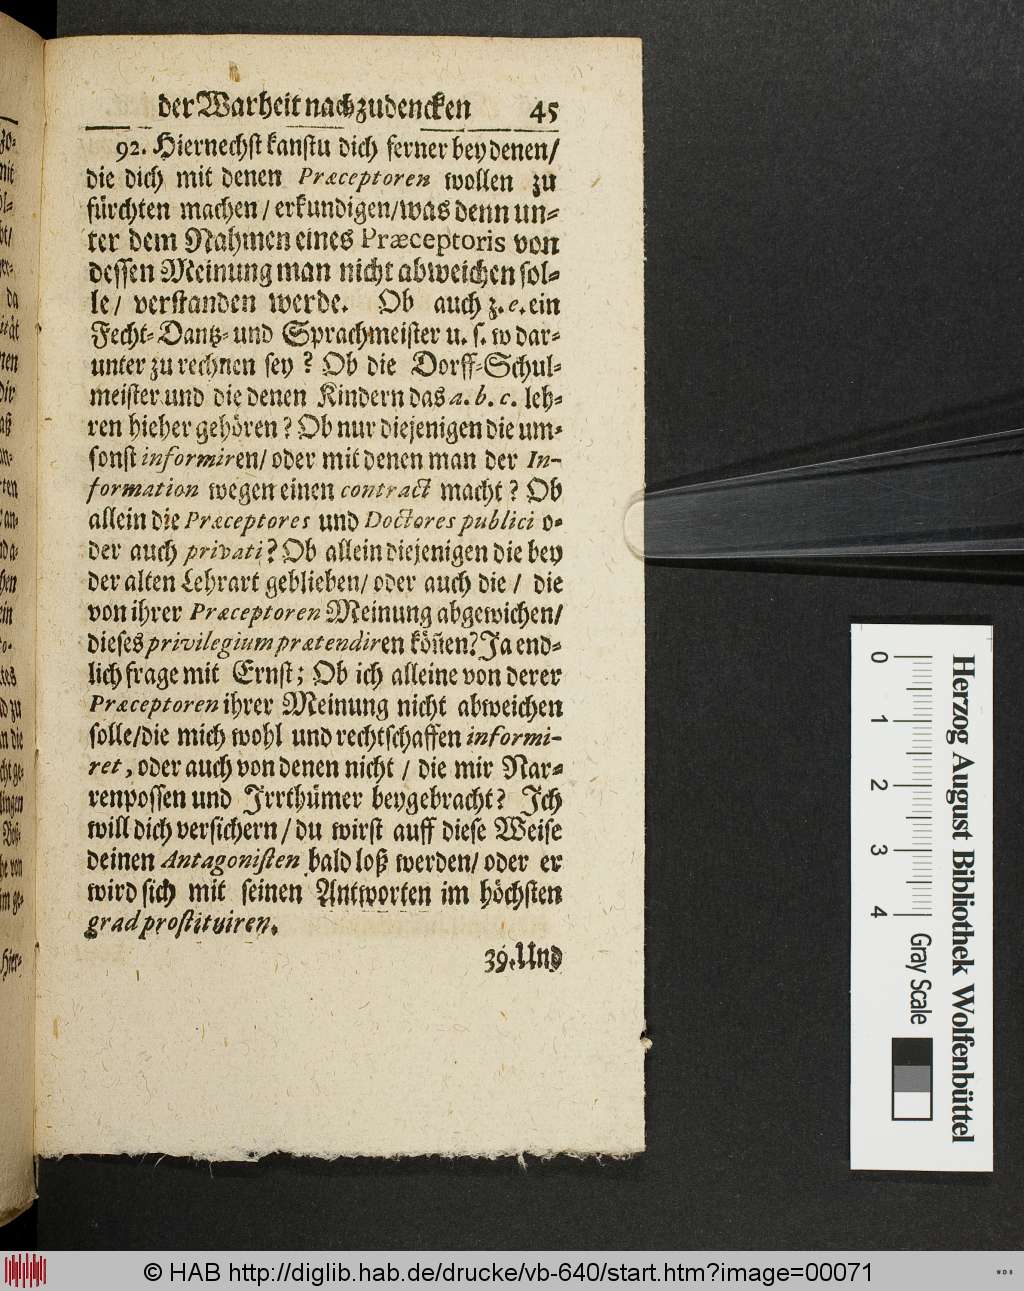 der Warheit nachzudencken 45
92. Hiernechst kanstu dich ferner bey denen/
die dich mit denen Præceptoren wollen zu
fürchten machen / erkundigen/ was denn un-
ter dem Nahmen eines Præceptoris von
dessen Meinung man nicht abweichen sol-
le/ verstanden werde. Ob auch z. e. ein
Fecht- Dantz- und Sprachmeister u. s. w dar-
unter zu rechnen sey ? Ob die Dorff-Schul-
meister und die denen Kindern das a. b. c. leh-
ren hieher gehören ? Ob nur diejenigen die um-
sonst informiren/ oder mit denen man der In-
formation wegen einen contract macht ? Ob
allein die Præceptores und Doctores publici o-
der auch privati? Ob allein diejenigen die bey
der alten Lehrart geblieben/ oder auch die / die
von ihrer Præceptoren Meinung abgewichen/
dieses privilegium prætendiren köñen? Ja end-
lich frage mit Ernst; Ob ich alleine von derer
Præceptoren ihrer Meinung nicht abweichen
solle/die mich wohl und rechtschaffen informi-
ret, oder auch von denen nicht / die mir Nar-
renpossen und Irrthümer beygebracht? Ich
will dich versichern / du wirst auff diese Weise
deinen Antagonisten bald loß werden/ oder er
wird sich mit seinen Antworten im höchsten
grad prostituiren.
39. Und
Herzog August Bibliothek Wolfenbüttel
0 1 2 3 4 Gray Scale
© HAB http://diglib.hab.de/drucke/vb-640/start.htm?image=00071